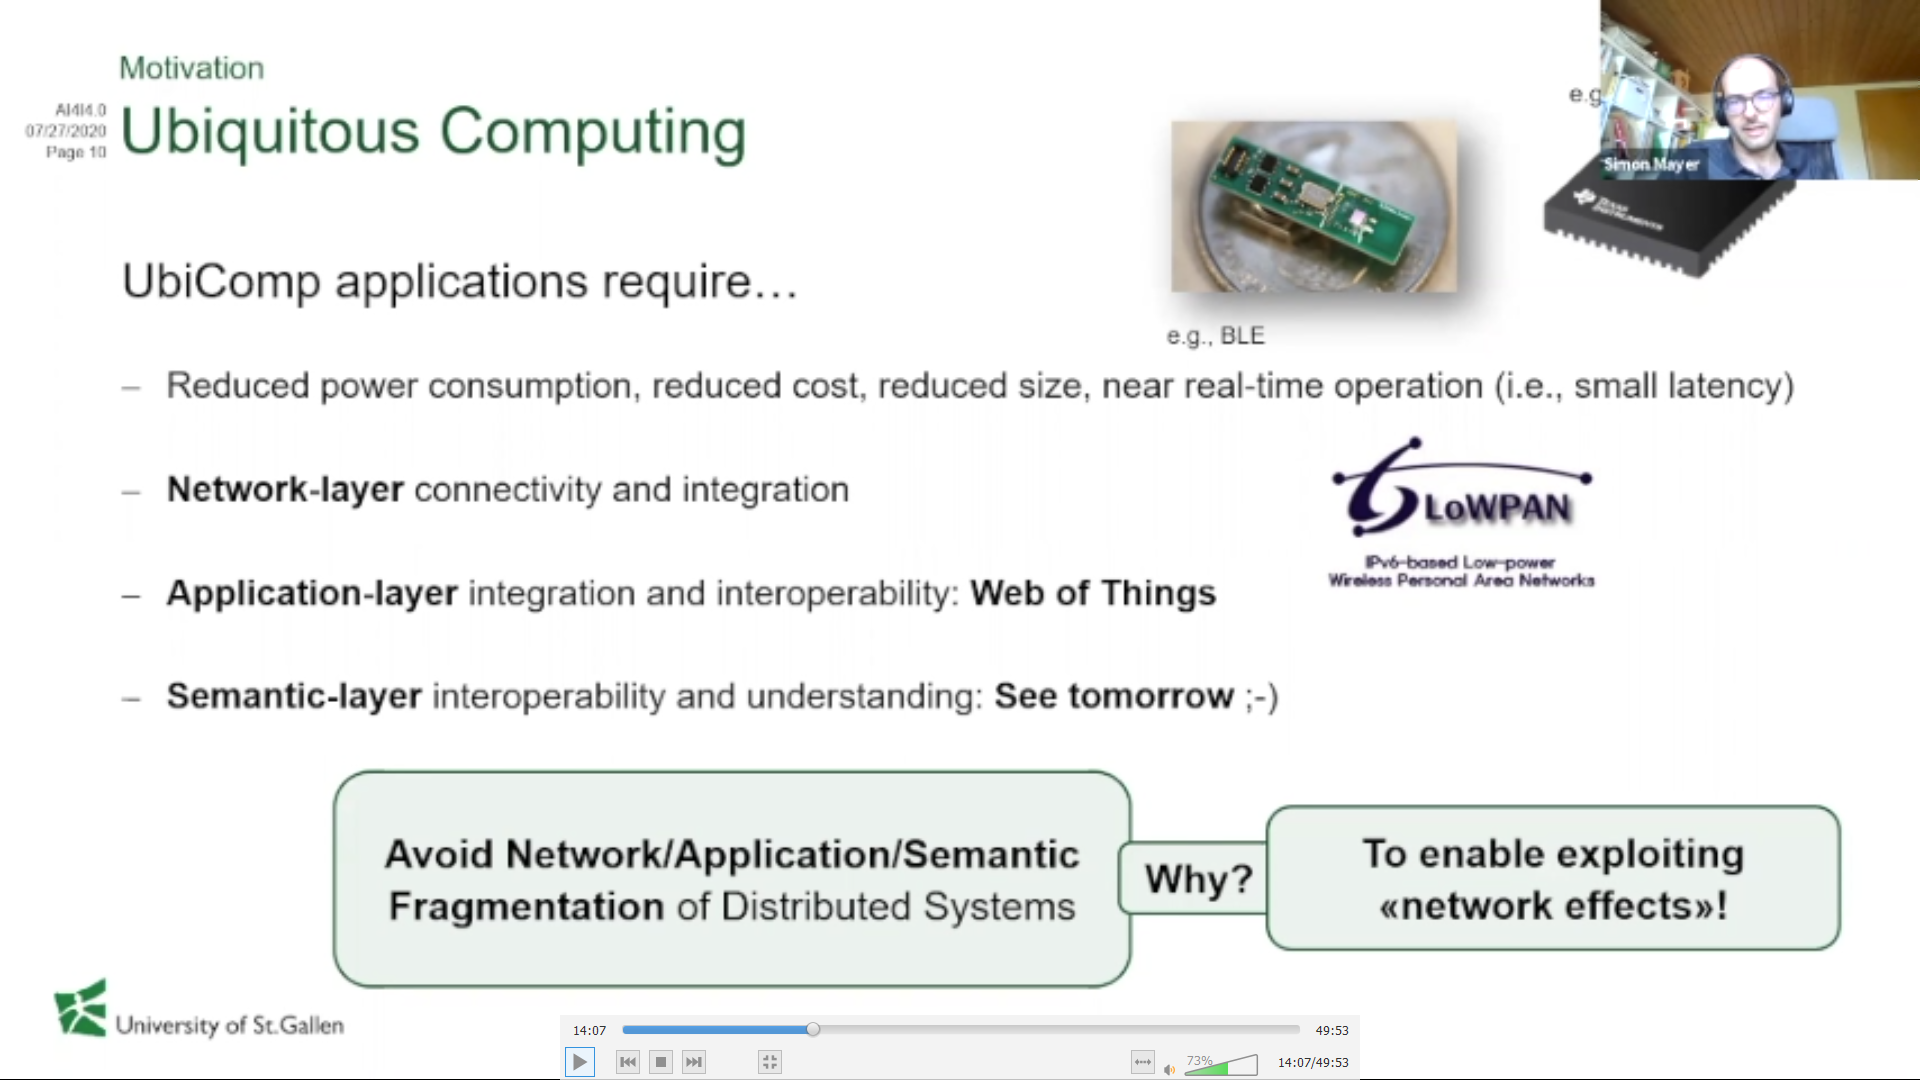 Motivation
AI4I4.0
07/27/2020
Page 10
Ubiquitous Computing
e.g
Simon Mayer
TEXAS
INSTRUMENTS
UbiComp applications require…
e.g., BLE
– Reduced power consumption, reduced cost, reduced size, near real-time operation (i.e., small latency)
– Network-layer connectivity and integration
6LoWPAN
IPv6-based Low-power
Wireless Personal Area Networks
– Application-layer integration and interoperability: Web of Things
– Semantic-layer interoperability and understanding: See tomorrow ;-)
Avoid Network/Application/Semantic
Fragmentation of Distributed Systems
Why?
To enable exploiting
«network effects»!
University of St.Gallen
14:07
49:53
73%
14:07/49:53